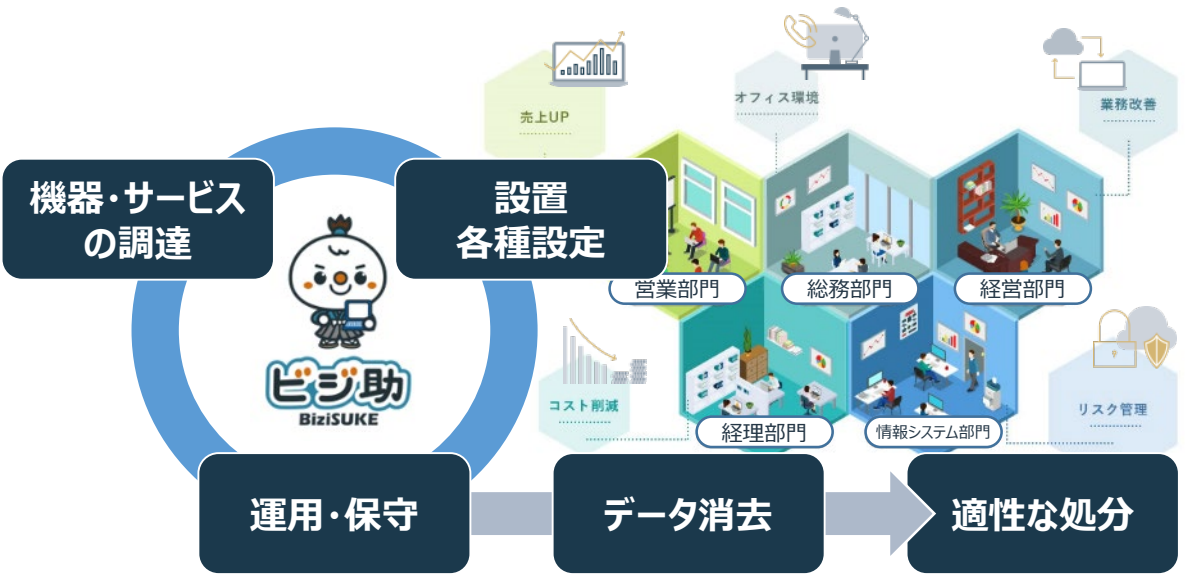 売上UP
オフィス環境
業務改善
機器・サービス
の調達
設置
各種設定
営業部門
総務部門
経営部門
ビジ助
BiziSUKE
コスト削減
リスク管理
経理部門
情報システム部門
運用・保守
データ消去
適性な処分